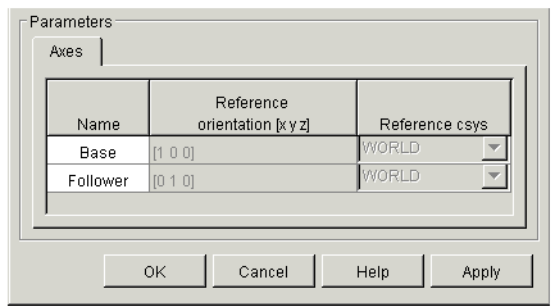 Parameters
Axes
Name Reference orientation [x y z] Reference csys
Base [1 0 0] WORLD
Follower [0 1 0] WORLD
OK Cancel Help Apply